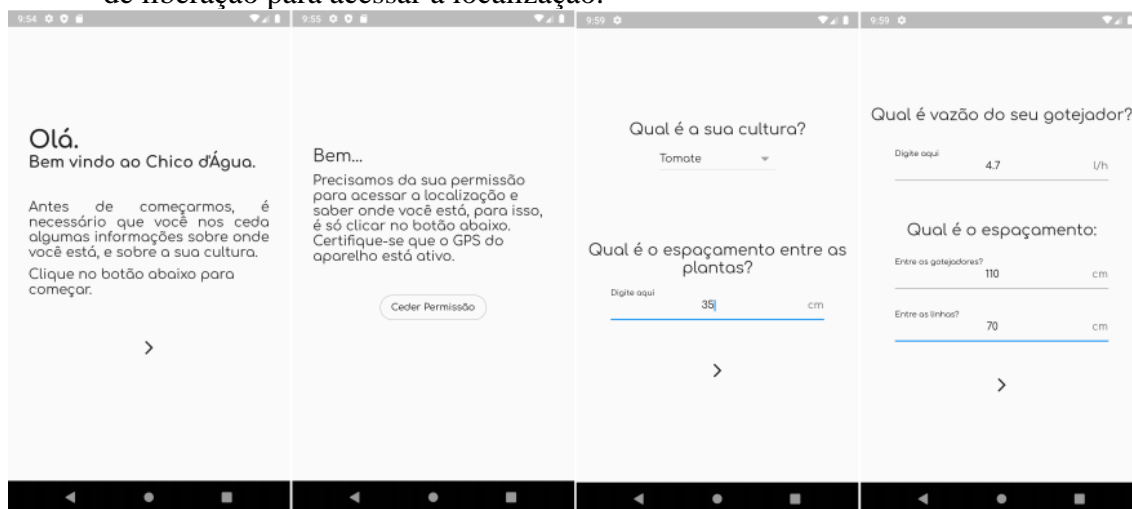 de liberação para acessar a localização.
9:54
Olá.
Bem vindo ao Chico d'Água.
Antes de começarmos, é
necessário que você nos ceda
algumas informações sobre onde
você está, e sobre a sua cultura.
Clique no botão abaixo para
começar.
9:55
Bem...
Precisamos da sua permissão
para acessar a localização e
saber onde você está, para isso,
é só clicar no botão abaixo.
Certifique-se que o GPS do
aparelho está ativo.
Ceder Permissão
9:59
Qual é a sua cultura?
Tomate
Qual é o espaçamento entre as
plantas?
Digite aqui
35 cm
9:59
Qual é vazão do seu gotejador?
Digite aqui
4.7 l/h
Qual é o espaçamento:
Entre os gotejadores?
110 cm
Entre as linhas?
70 cm